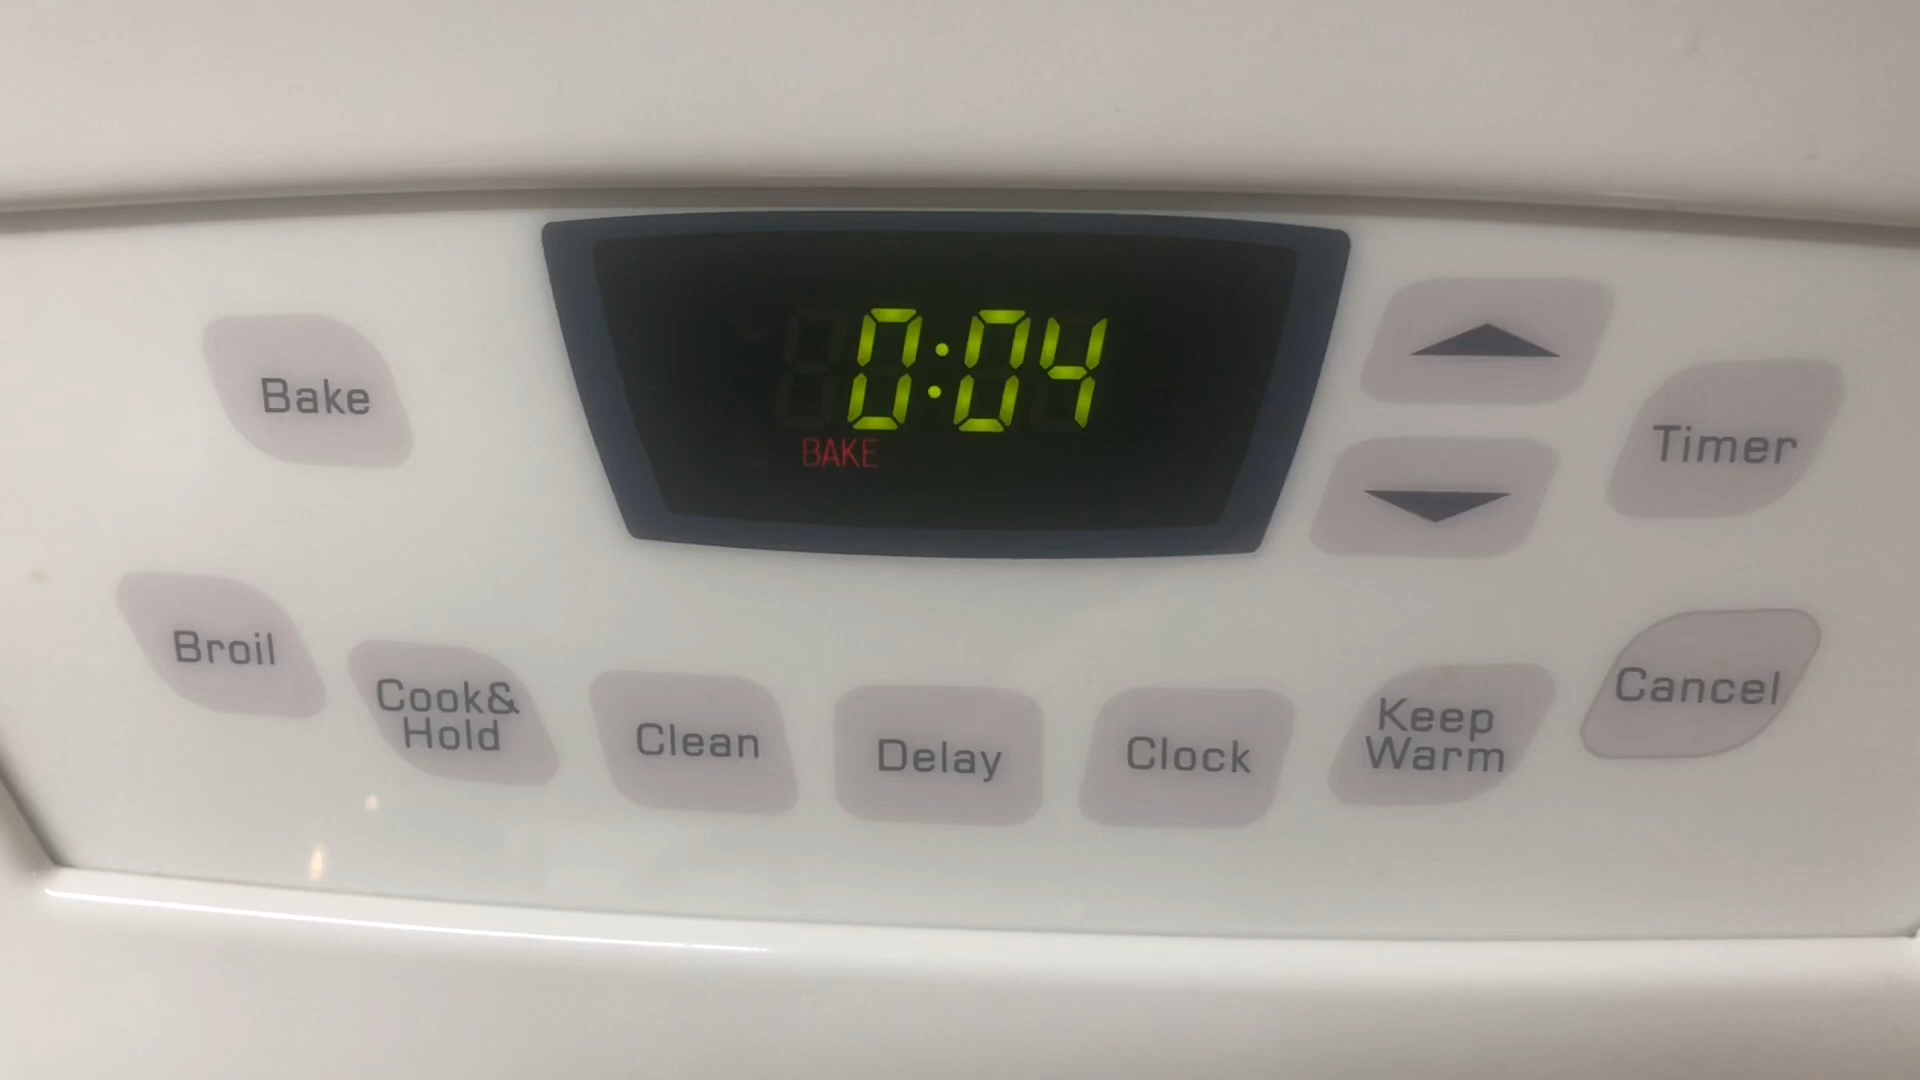 0:04
BAKE
Bake
Timer
Broil
Cook&
Hold
Clean
Delay
Clock
Keep
Warm
Cancel